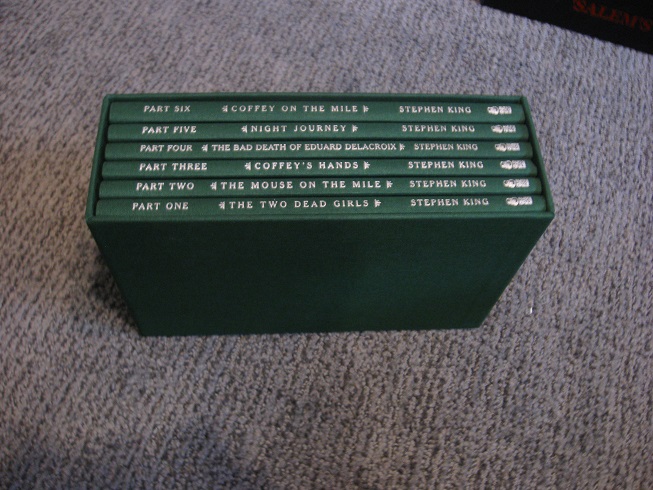 SALEM'S
PART SIX COFFEY ON THE MILE STEPHEN KING
PART FIVE NIGHT JOURNEY STEPHEN KING
PART FOUR THE BAD DEATH OF EDUARD DELACROIX STEPHEN KING
PART THREE COFFEY'S HANDS STEPHEN KING
PART TWO THE MOUSE ON THE MILE STEPHEN KING
PART ONE THE TWO DEAD GIRLS STEPHEN KING